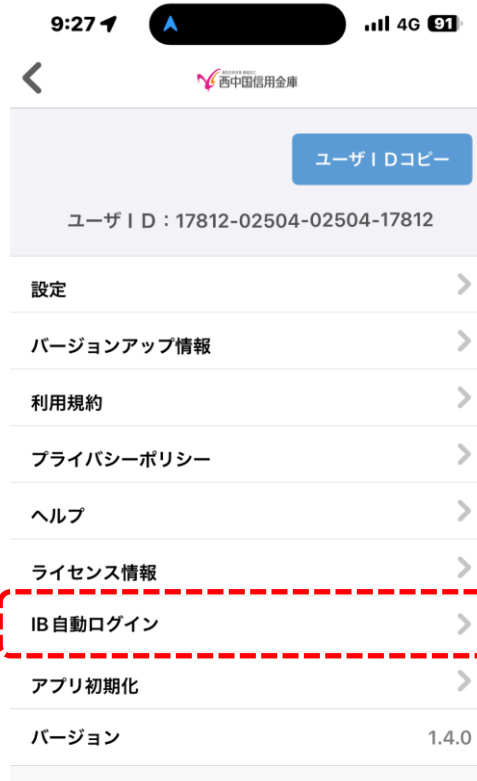 9:27
4G 91
西中国信用金庫
ユーザＩＤコピー
ユーザＩＤ：17812-02504-02504-17812
設定
バージョンアップ情報
利用規約
プライバシーポリシー
ヘルプ
ライセンス情報
IB自動ログイン
アプリ初期化
バージョン 1.4.0